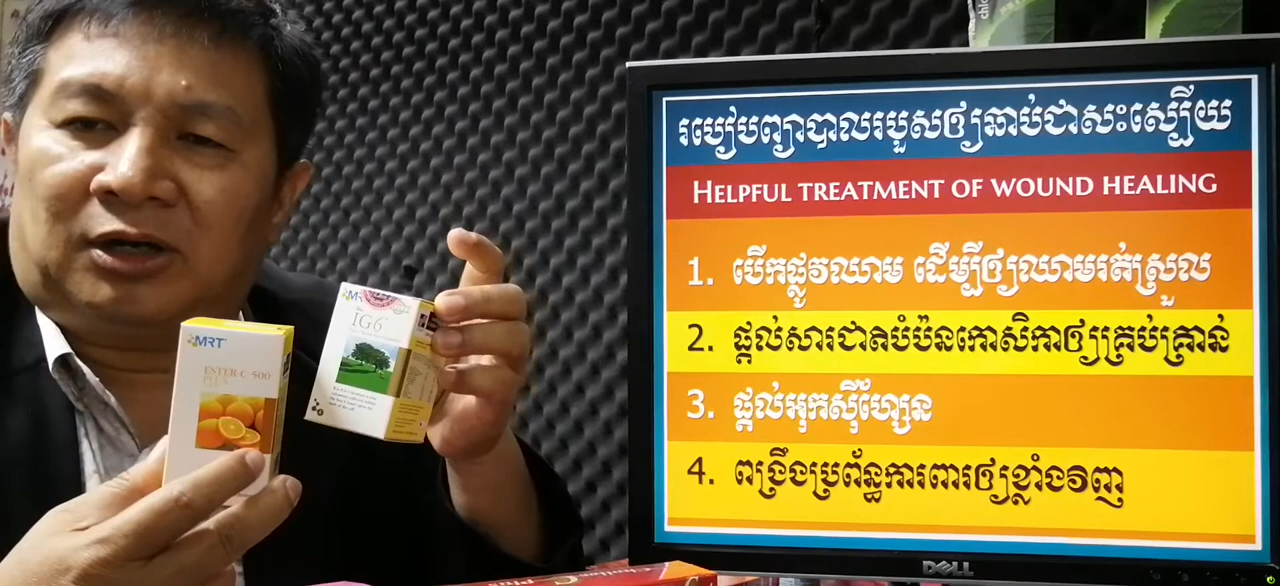 MRT
ESTER-C 500
PLUS
IG6
របៀបព្យាបាលរបួសឲ្យឆាប់ជាសះស្បើយ
HELPFUL TREATMENT OF WOUND HEALING
1. បើកផ្លូវឈាម ដើម្បីឲ្យឈាមរត់ស្រួល
2. ផ្តល់សារជាតិបំប៉នកោសិកាឲ្យគ្រប់គ្រាន់
3. ផ្តល់អុកស៊ីហ្សែន
4. ពង្រឹងប្រព័ន្ធការពារឲ្យខ្លាំងវិញ
DELL